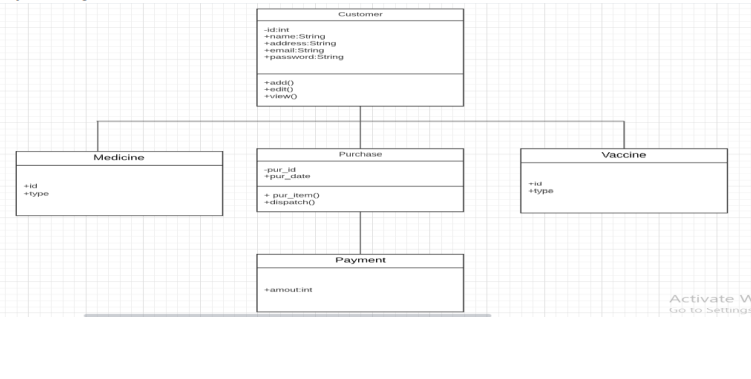 Customer
-id:int
+name:String
+address:String
+email:String
+password:String
+add()
+edit()
+view()
Medicine
+id
+type
Purchase
-pur_id
+pur_date
+ pur_item()
+dispatch()
Vaccine
+id
+type
Payment
+amout:int
Activate W
Go to Settings